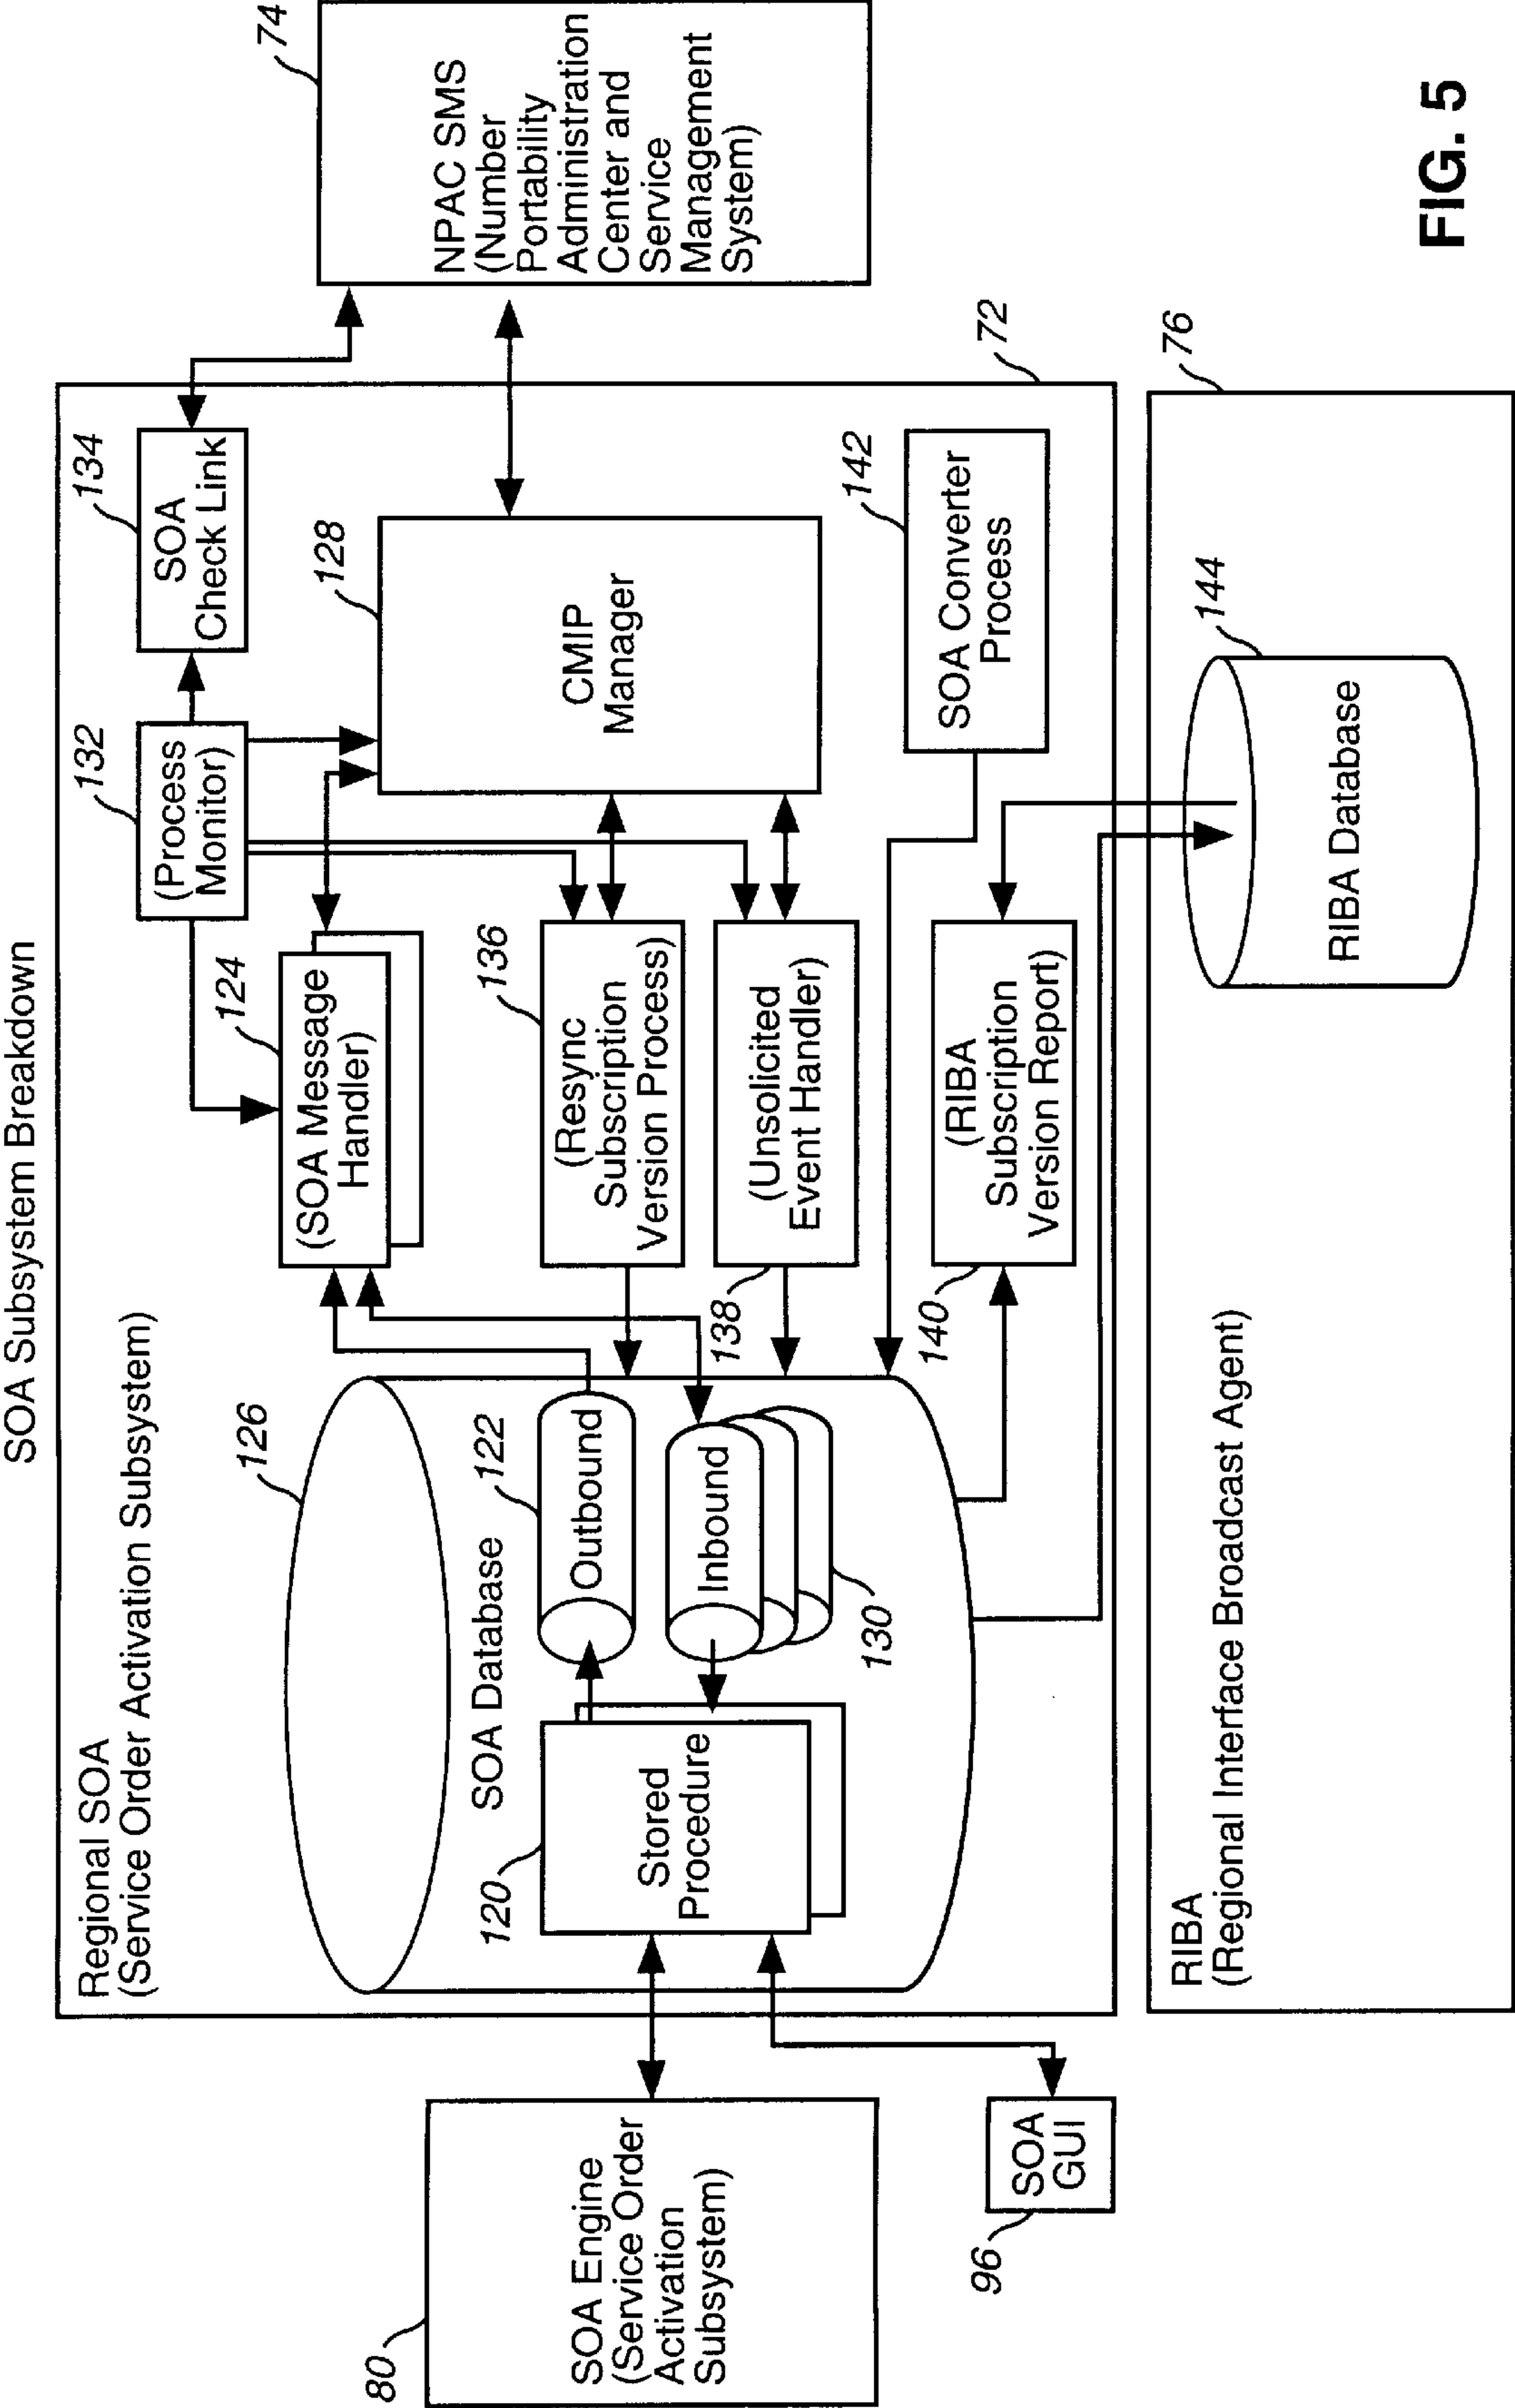 SOA Subsystem Breakdown
Regional SOA
(Service Order Activation Subsystem)
126
SOA Database
80
SOA Engine
(Service Order
Activation
Subsystem)
96
SOA
GUI
120
Stored
Procedure
122
Outbound
Inbound
130
124
(SOA Message
Handler)
132
(Process
Monitor)
134
SOA
Check Link
136
(Resync
Subscription
Version Process)
138
(Unsolicited
Event Handler)
128
CMIP
Manager
140
(RIBA
Subscription
Version Report)
142
SOA Converter
Process
72
74
NPAC SMS
(Number
Portability
Administration
Center and
Service
Management
System)
RIBA
(Regional Interface Broadcast Agent)
76
144
RIBA Database
FIG. 5